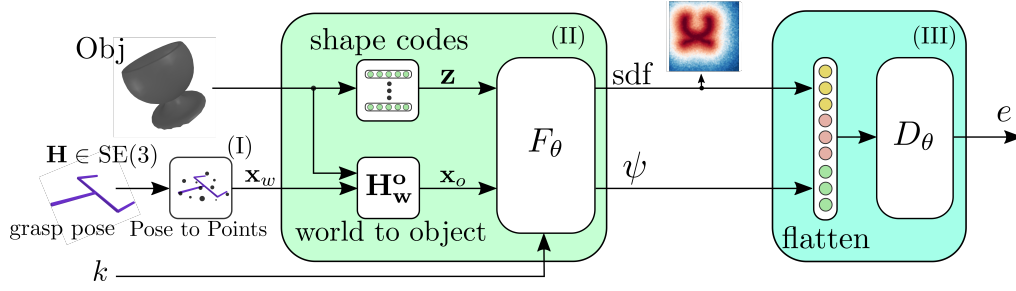 Obj
shape codes
(II)
z
sdf
(III)
H ∈ SE(3)
(I)
x_w
H^o_w
x_o
F_θ
ψ
D_θ
e
grasp pose
Pose to Points
world to object
flatten
k